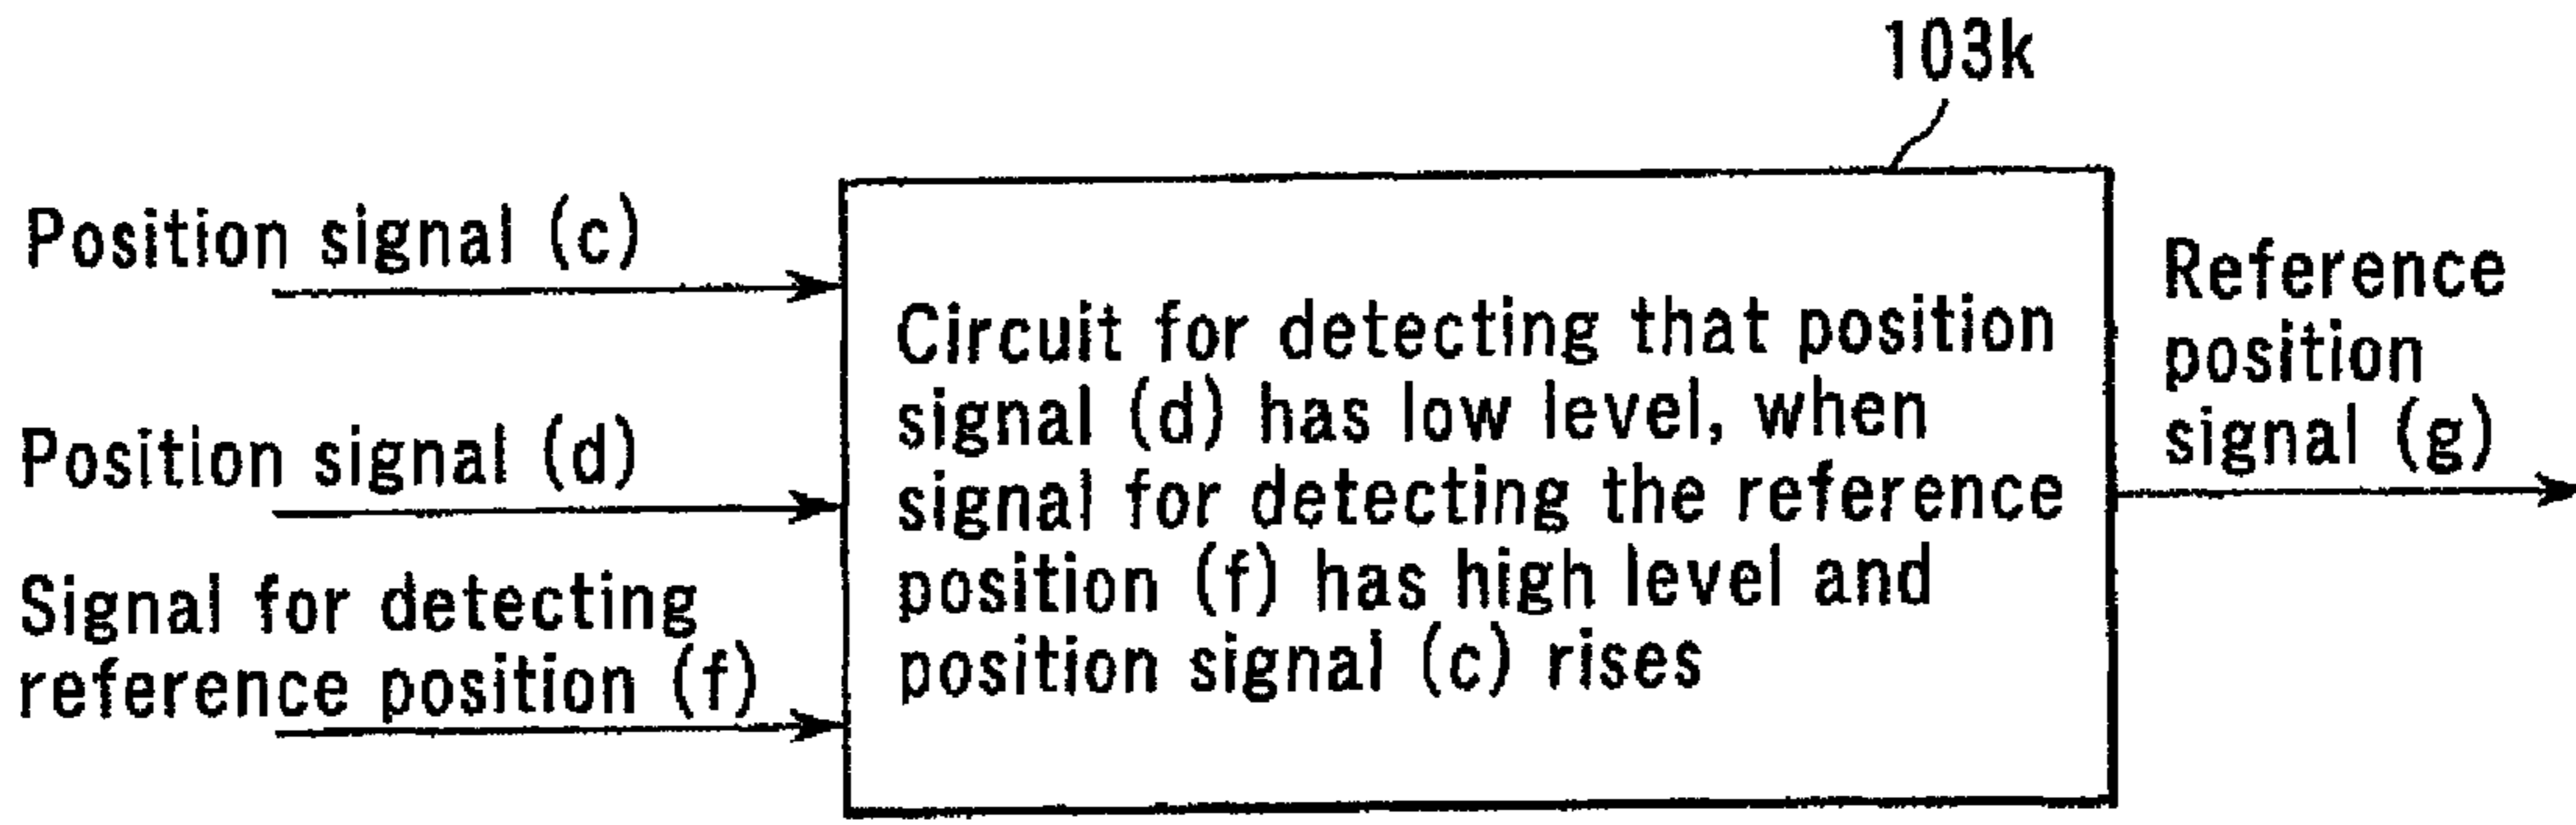 103k
Position signal (c)
Position signal (d)
Signal for detecting
reference position (f)
Circuit for detecting that position
signal (d) has low level, when
signal for detecting the reference
position (f) has high level and
position signal (c) rises
Reference
position
signal (g)